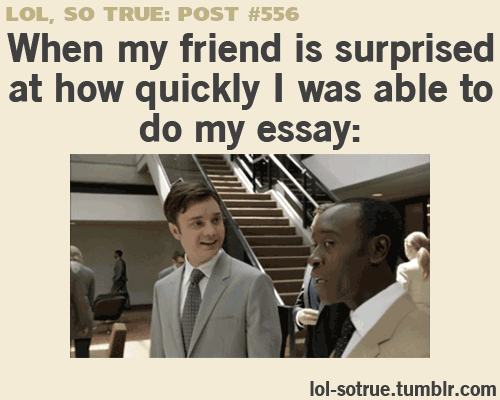 LOL, SO TRUE: POST #556
When my friend is surprised
at how quickly I was able to
do my essay:
lol-sotrue.tumblr.com